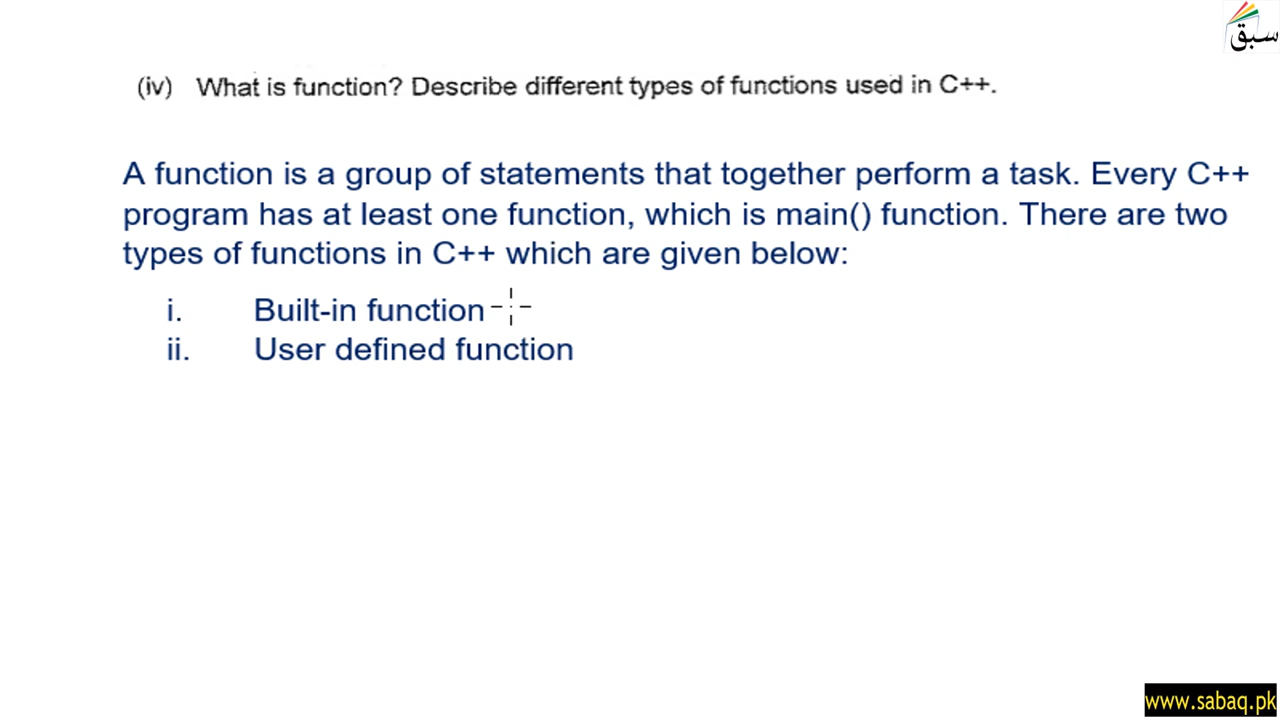 سبق
(iv) What is function? Describe different types of functions used in C++.
A function is a group of statements that together perform a task. Every C++
program has at least one function, which is main() function. There are two
types of functions in C++ which are given below:
i. Built-in function
ii. User defined function
www.sabaq.pk